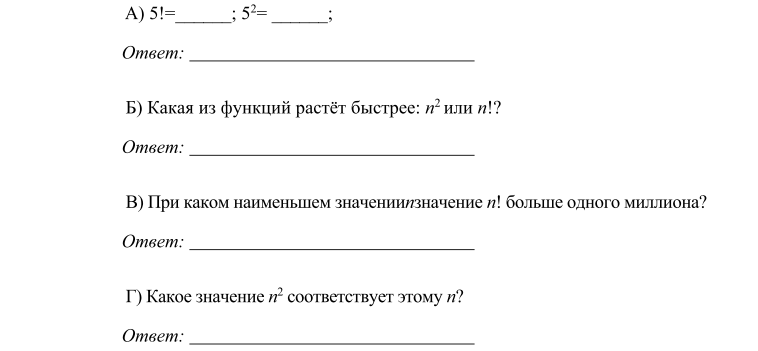 А) 5!=______; 5²= ______;
Ответ: ______________________________
Б) Какая из функций растёт быстрее: n² или n!?
Ответ: ______________________________
В) При каком наименьшем значенииnзначение n! больше одного миллиона?
Ответ: ______________________________
Г) Какое значение n² соответствует этому n?
Ответ: ______________________________